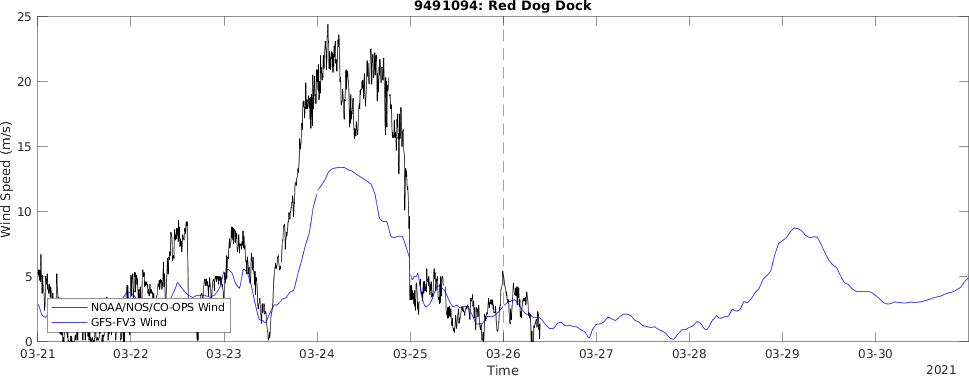 9491094: Red Dog Dock
Wind Speed (m/s)
25
20
15
10
5
0
NOAA/NOS/CO-OPS Wind
GFS-FV3 Wind
03-21 03-22 03-23 03-24 03-25 03-26 03-27 03-28 03-29 03-30
Time
2021